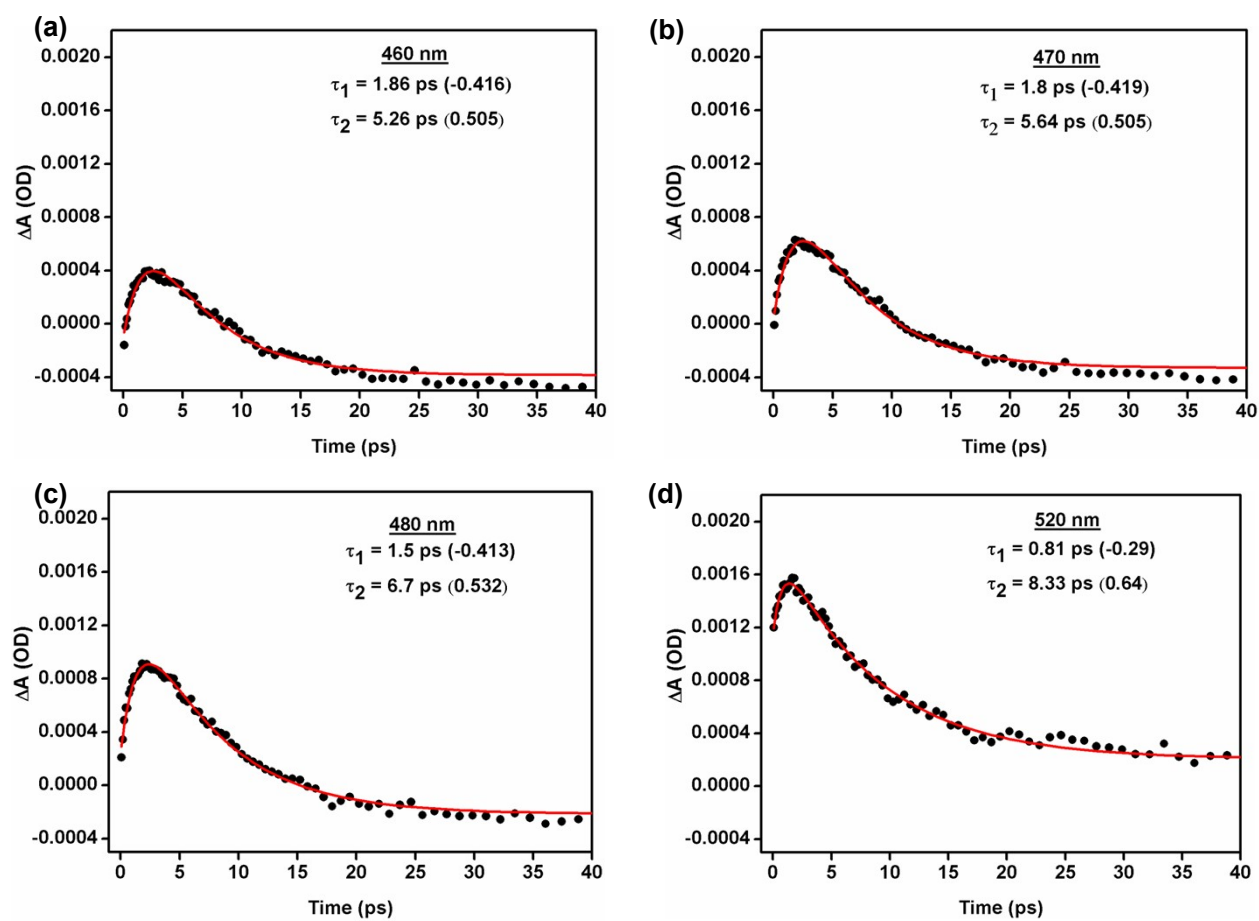 (a)
460 nm
τ1 = 1.86 ps (-0.416)
τ2 = 5.26 ps (0.505)
0.0020
0.0016
0.0012
0.0008
0.0004
0.0000
-0.0004
ΔA (OD)
0 5 10 15 20 25 30 35 40
Time (ps)
(b)
470 nm
τ1 = 1.8 ps (-0.419)
τ2 = 5.64 ps (0.505)
0.0020
0.0016
0.0012
0.0008
0.0004
0.0000
-0.0004
ΔA (OD)
0 5 10 15 20 25 30 35 40
Time (ps)
(c)
480 nm
τ1 = 1.5 ps (-0.413)
τ2 = 6.7 ps (0.532)
0.0020
0.0016
0.0012
0.0008
0.0004
0.0000
-0.0004
ΔA (OD)
0 5 10 15 20 25 30 35 40
Time (ps)
(d)
520 nm
τ1 = 0.81 ps (-0.29)
τ2 = 8.33 ps (0.64)
0.0020
0.0016
0.0012
0.0008
0.0004
0.0000
-0.0004
ΔA (OD)
0 5 10 15 20 25 30 35 40
Time (ps)